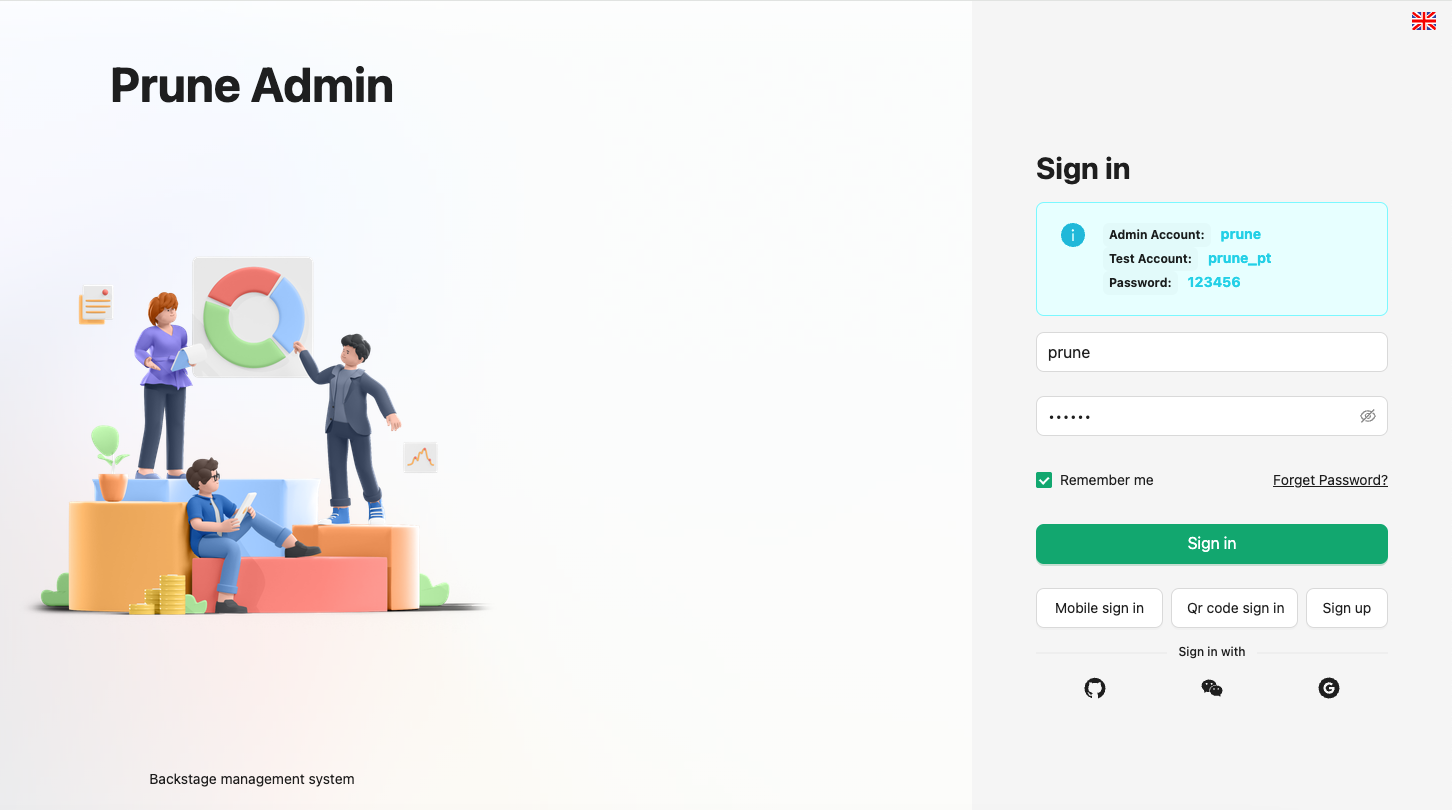 Prune Admin
Backstage management system
Sign in
Admin Account: prune
Test Account: prune_pt
Password: 123456
prune
••••••
Remember me
Forget Password?
Sign in
Mobile sign in
Qr code sign in
Sign up
Sign in with